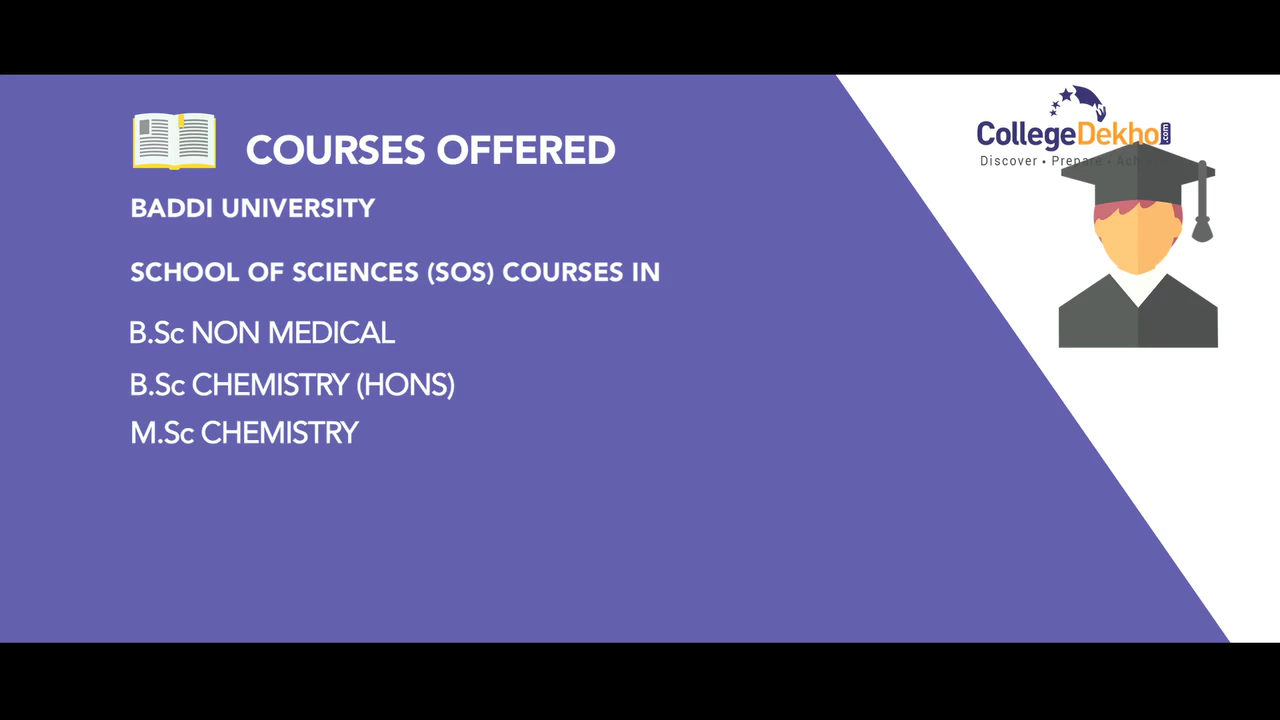 COURSES OFFERED
BADDI UNIVERSITY
SCHOOL OF SCIENCES (SOS) COURSES IN
B.Sc NON MEDICAL
B.Sc CHEMISTRY (HONS)
M.Sc CHEMISTRY
CollegeDekho.com
Discover • Prepare •